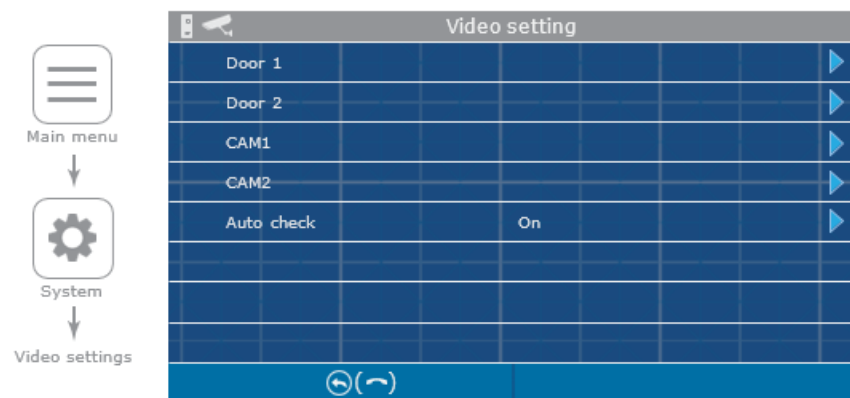 Video setting
Door 1
Door 2
CAM1
CAM2
Auto check On
Main menu
System
Video settings